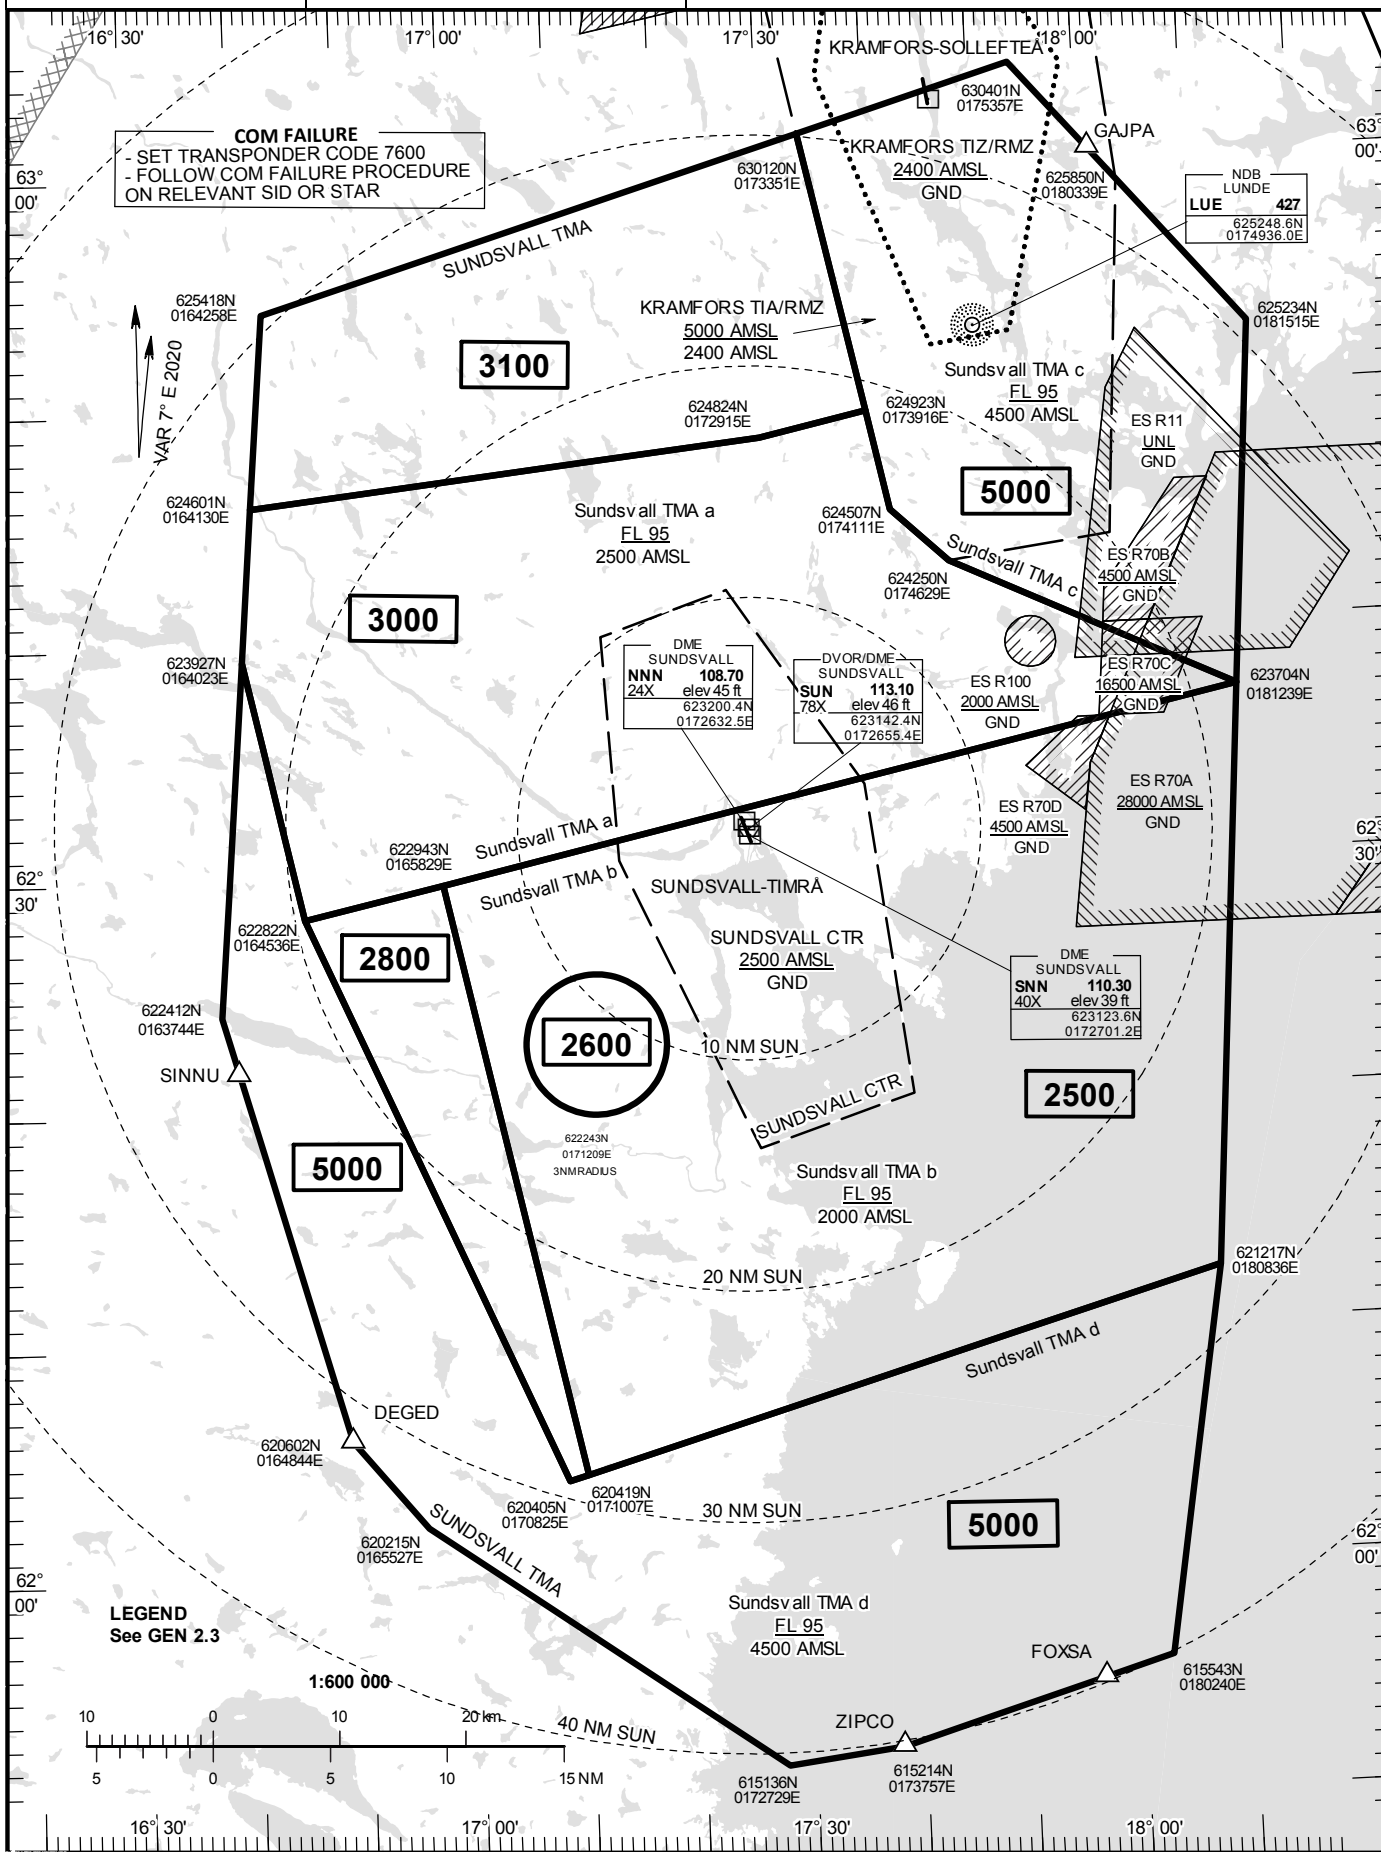 16°30'
17°00'
17°30'
18°00'
KRAMFORS-SOLLEFTEÅ
630401N
0175357E
GAJPA
63°
00'
COM FAILURE
- SET TRANSPONDER CODE 7600
- FOLLOW COM FAILURE PROCEDURE
ON RELEVANT SID OR STAR
KRAMFORS TIZ/RMZ
2400 AMSL
GND
630120N
0173351E
625850N
0180339E
NDB
LUNDE
LUE 427
625248.6N
0174936.0E
63°
00'
SUNDSVALL TMA
625418N
0164258E
KRAMFORS TIA/RMZ
5000 AMSL
2400 AMSL
625234N
0181515E
VAR 7° E 2020
3100
Sundsvall TMA c
FL 95
4500 AMSL
624824N
0172915E
624923N
0173916E
ES R11
UNL
GND
5000
624601N
0164130E
Sundsvall TMA a
FL 95
2500 AMSL
624507N
0174111E
Sundsvall TMA c
ES R70B
4500 AMSL
GND
624250N
0174629E
3000
DME
SUNDSVALL
NNN 108.70
24X elev 45 ft
623200.4N
0172632.5E
DVOR/DME
SUNDSVALL
SUN 113.10
78X elev 46 ft
623142.4N
0172655.4E
623927N
0164023E
ES R100
2000 AMSL
GND
ES R70C
16500 AMSL
GND
623704N
0181239E
ES R70A
28000 AMSL
GND
ES R70D
4500 AMSL
GND
62°
30'
Sundsvall TMA a
622943N
0165829E
Sundsvall TMA b
SUNDSVALL-TIMRÅ
62°
30'
622822N
0164536E
2800
SUNDSVALL CTR
2500 AMSL
GND
DME
SUNDSVALL
SNN 110.30
40X elev 39 ft
623123.6N
0172701.2E
622412N
0163744E
2600
10 NM SUN
SINNU
2500
SUNDSVALL CTR
622243N
0171209E
3NMRADIUS
5000
Sundsvall TMA b
FL 95
2000 AMSL
621217N
0180836E
20 NM SUN
Sundsvall TMA d
DEGED
620602N
0164844E
620419N
0171007E
620405N
0170825E
30 NM SUN
5000
SUNDSVALL TMA
620215N
0165527E
62°
00'
62°
00'
LEGEND
See GEN 2.3
Sundsvall TMA d
FL 95
4500 AMSL
FOXSA
615543N
0180240E
1:600 000
10 0 10 20 km
40 NM SUN
ZIPCO
5 0 5 10 15 NM
615136N
0172729E
615214N
0173757E
16° 30'
17° 00'
17° 30'
18° 00'